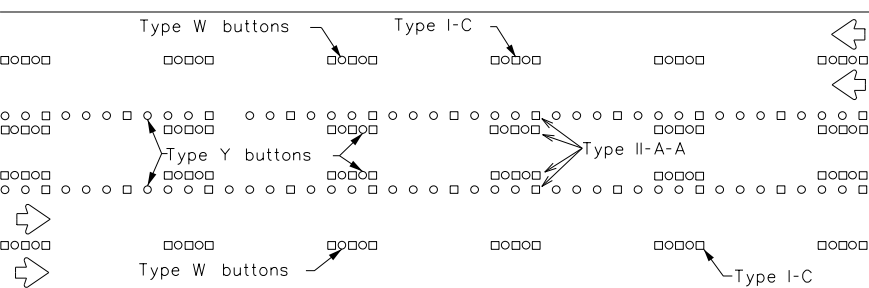 Type W buttons
Type I-C
Type Y buttons
Type II-A-A
Type W buttons
Type I-C